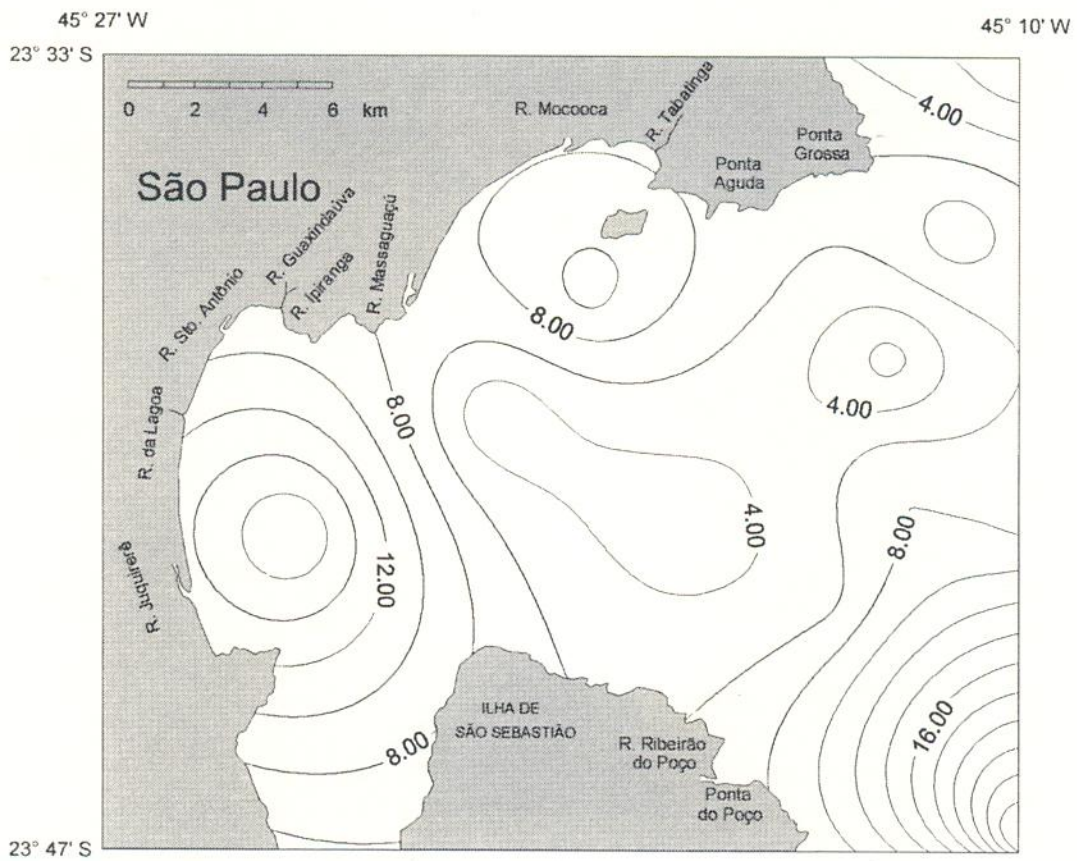 45° 27' W
45° 10' W
23° 33' S
0 2 4 6 km
R. Mocooca
R. Tabatinga
4.00
Ponta
Grossa
Ponta
Aguda
São Paulo
R. Guaxindaúva
R. Massaguaçú
R. Ipiranga
R. Sto. Antônio
8.00
8.00
4.00
R. da Lagoa
4.00
8.00
12.00
R. Juquirerê
ILHA DE
SÃO SEBASTIÃO
16.00
8.00
R. Ribeirão
do Poço
Ponta
do Poço
23° 47' S